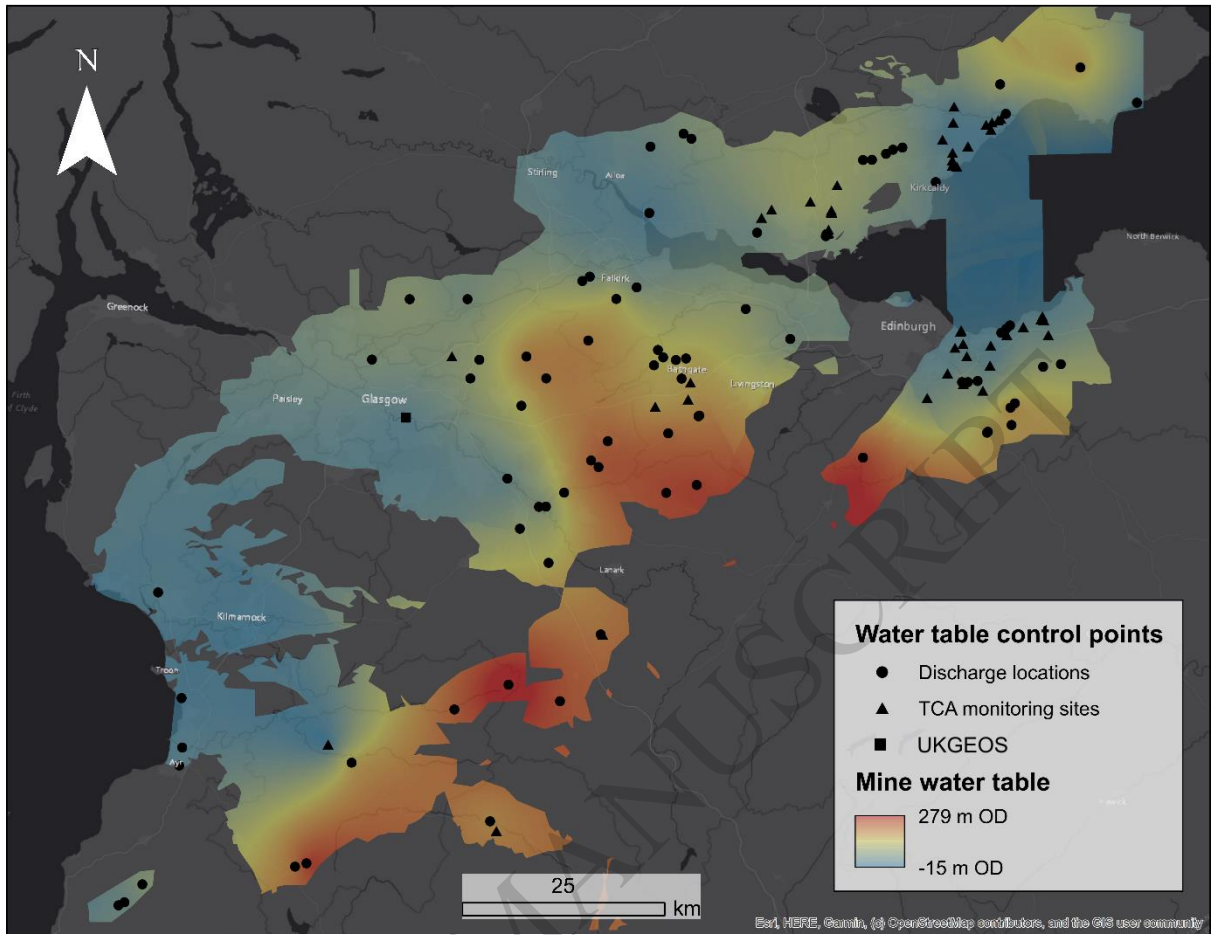 N
Stirling
Alloa
Kirkcaldy
North Berwick
Falkirk
Greenock
Edinburgh
Bathgate
Livingston
Firth
of Clyde
Paisley
Glasgow
Lanark
Kilmarnock
Troon
Ayr
Water table control points
Discharge locations
TCA monitoring sites
UKGEOS
Mine water table
279 m OD
-15 m OD
Hawick
MANUSCRIPT
25
km
Esri, HERE, Garmin, (c) OpenStreetMap contributors, and the GIS user community